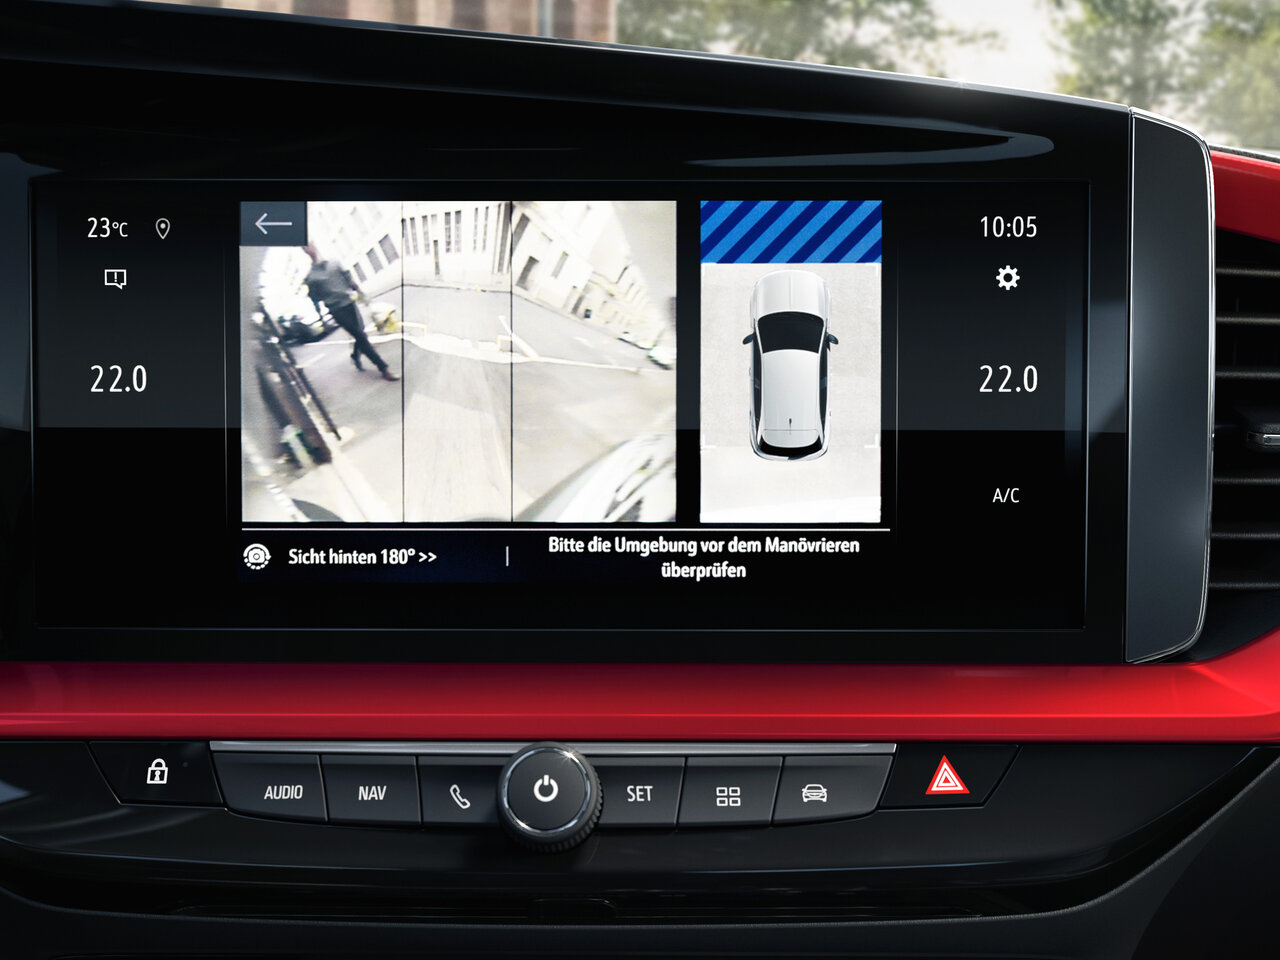 23°C
10:05
22.0
22.0
A/C
Sicht hinten 180° >>
Bitte die Umgebung vor dem Manövrieren
überprüfen
AUDIO
NAV
SET